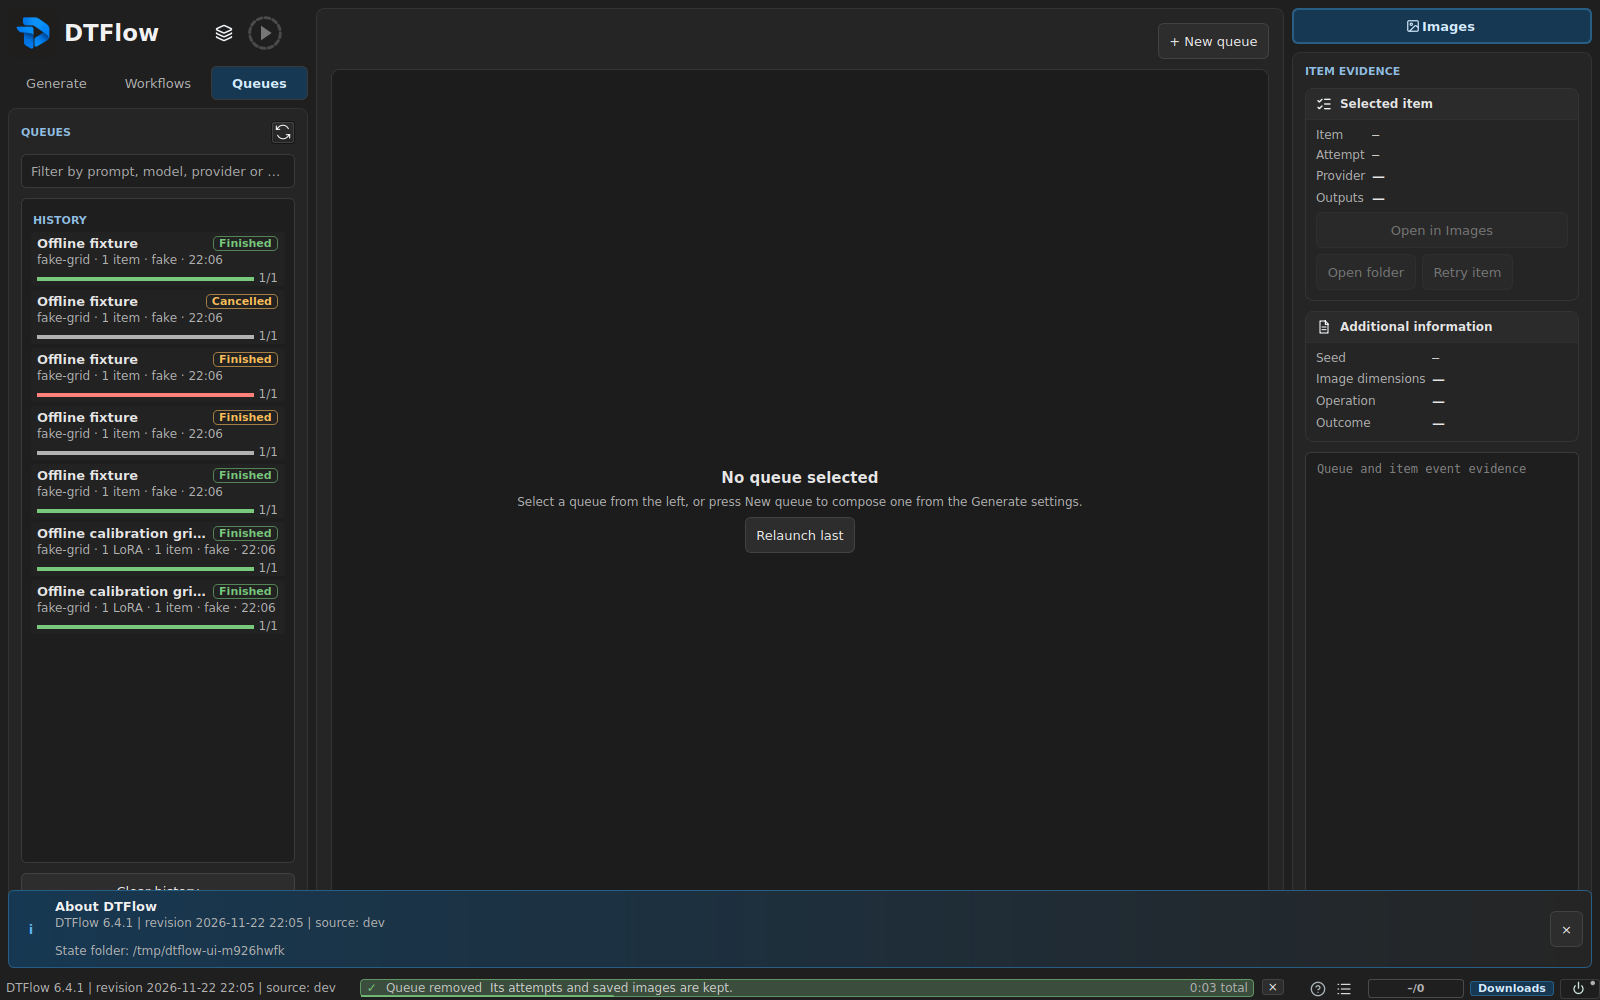 DTFlow
Generate
Workflows
Queues
QUEUES
Filter by prompt, model, provider or ...
HISTORY
Offline fixture
Finished
fake-grid · 1 item · fake · 22:06
1/1
Offline fixture
Cancelled
fake-grid · 1 item · fake · 22:06
1/1
Offline fixture
Finished
fake-grid · 1 item · fake · 22:06
1/1
Offline fixture
Finished
fake-grid · 1 item · fake · 22:06
1/1
Offline fixture
Finished
fake-grid · 1 item · fake · 22:06
1/1
Offline calibration gri...
Finished
fake-grid · 1 LoRA · 1 item · fake · 22:06
1/1
Offline calibration gri...
Finished
fake-grid · 1 LoRA · 1 item · fake · 22:06
1/1
Clear history
+ New queue
No queue selected
Select a queue from the left, or press New queue to compose one from the Generate settings.
Relaunch last
Images
ITEM EVIDENCE
Selected item
Item –
Attempt –
Provider —
Outputs —
Open in Images
Open folder
Retry item
Additional information
Seed –
Image dimensions —
Operation —
Outcome —
Queue and item event evidence
i
About DTFlow
DTFlow 6.4.1 | revision 2026-11-22 22:05 | source: dev
State folder: /tmp/dtflow-ui-m926hwfk
×
DTFlow 6.4.1 | revision 2026-11-22 22:05 | source: dev
✓ Queue removed Its attempts and saved images are kept.
0:03 total
×
–/0
Downloads